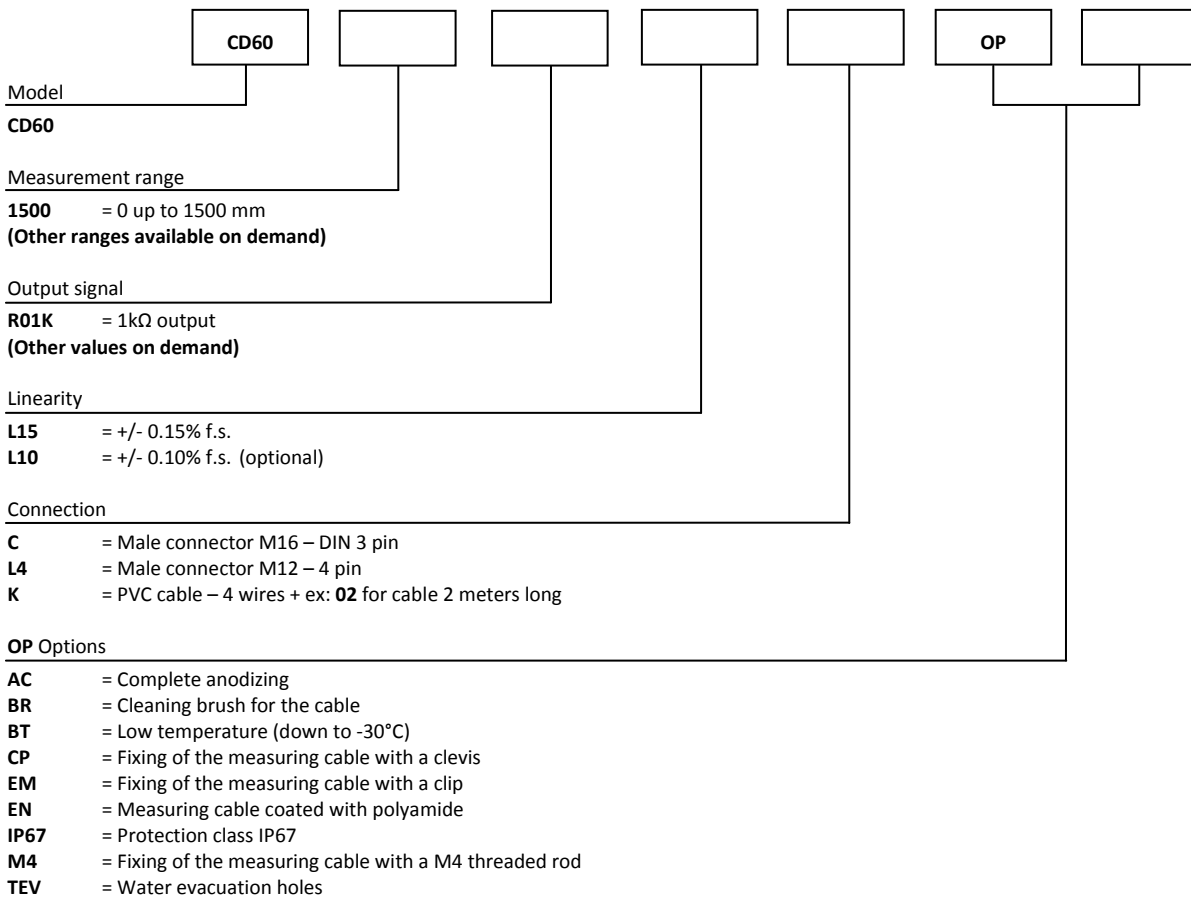 CD60 OP
Model
CD60
Measurement range
1500 = 0 up to 1500 mm
(Other ranges available on demand)
Output signal
R01K = 1kΩ output
(Other values on demand)
Linearity
L15 = +/- 0.15% f.s.
L10 = +/- 0.10% f.s. (optional)
Connection
C = Male connector M16 – DIN 3 pin
L4 = Male connector M12 – 4 pin
K = PVC cable – 4 wires + ex: 02 for cable 2 meters long
OP Options
AC = Complete anodizing
BR = Cleaning brush for the cable
BT = Low temperature (down to -30°C)
CP = Fixing of the measuring cable with a clevis
EM = Fixing of the measuring cable with a clip
EN = Measuring cable coated with polyamide
IP67 = Protection class IP67
M4 = Fixing of the measuring cable with a M4 threaded rod
TEV = Water evacuation holes